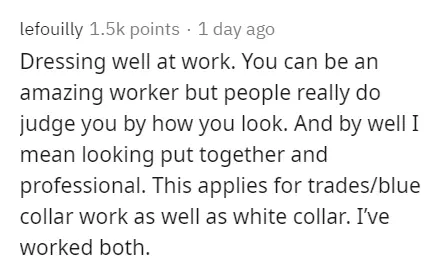 lefouilly 1.5k points · 1 day ago
Dressing well at work. You can be an
amazing worker but people really do
judge you by how you look. And by well I
mean looking put together and
professional. This applies for trades/blue
collar work as well as white collar. I’ve
worked both.